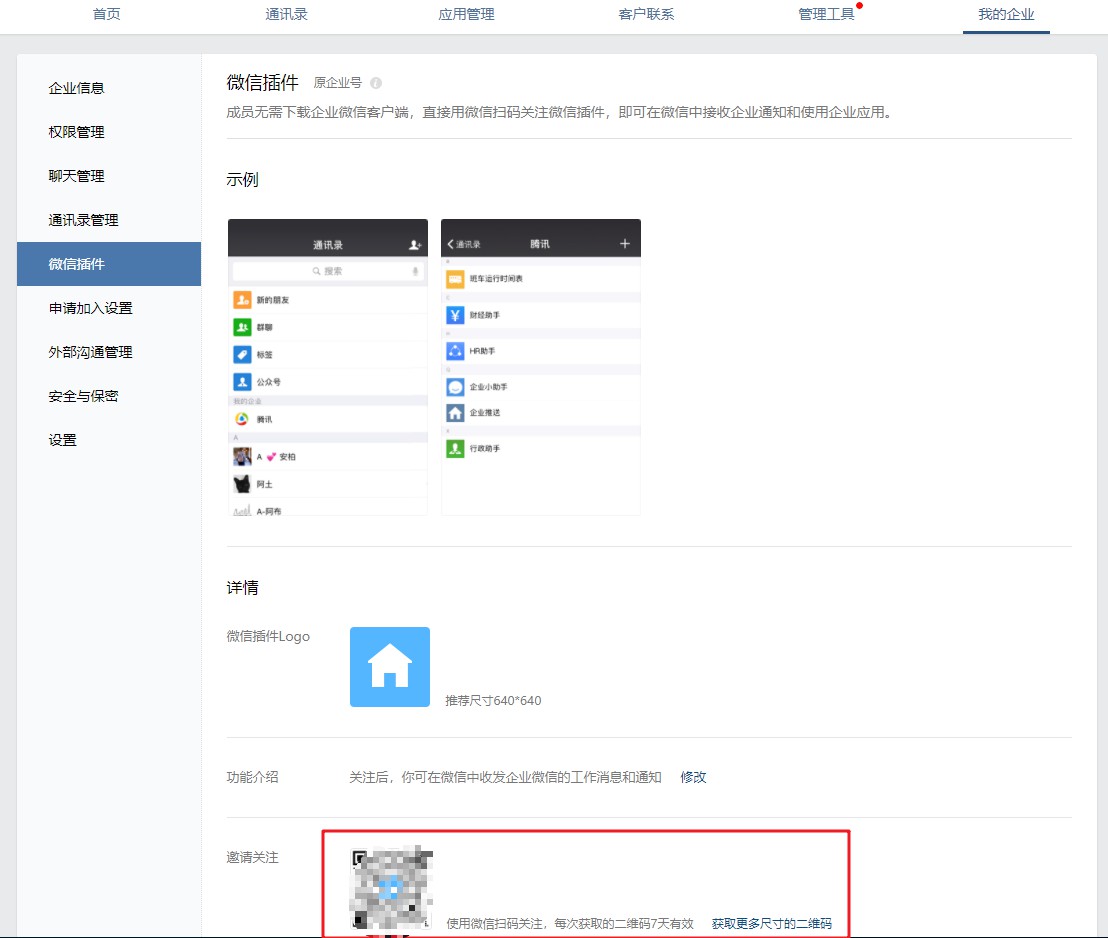 首页 通讯录 应用管理 客户联系 管理工具 我的企业
企业信息
权限管理
聊天管理
通讯录管理
微信插件
申请加入设置
外部沟通管理
安全与保密
设置
微信插件 原企业号
成员无需下载企业微信客户端，直接用微信扫码关注微信插件，即可在微信中接收企业通知和使用企业应用。
示例
通讯录
搜索
新的朋友
群聊
标签
公众号
我的企业
腾讯
A
A 💕 安柏
阿土
A-阿布
通讯录 腾讯
班车运行时间表
财经助手
HR助手
企业小助手
企业推送
行政助手
详情
微信插件Logo
推荐尺寸640*640
功能介绍 关注后，你可在微信中收发企业微信的工作消息和通知 修改
邀请关注
使用微信扫码关注，每次获取的二维码7天有效 获取更多尺寸的二维码